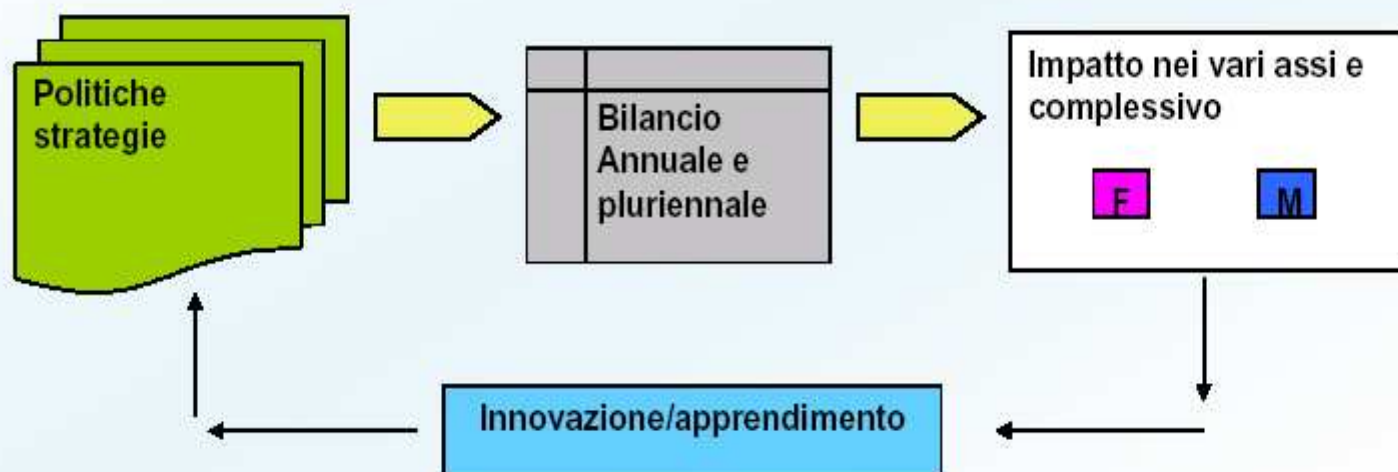 Politiche
strategie
Bilancio
Annuale e
pluriennale
Impatto nei vari assi e
complessivo
F
M
Innovazione/apprendimento